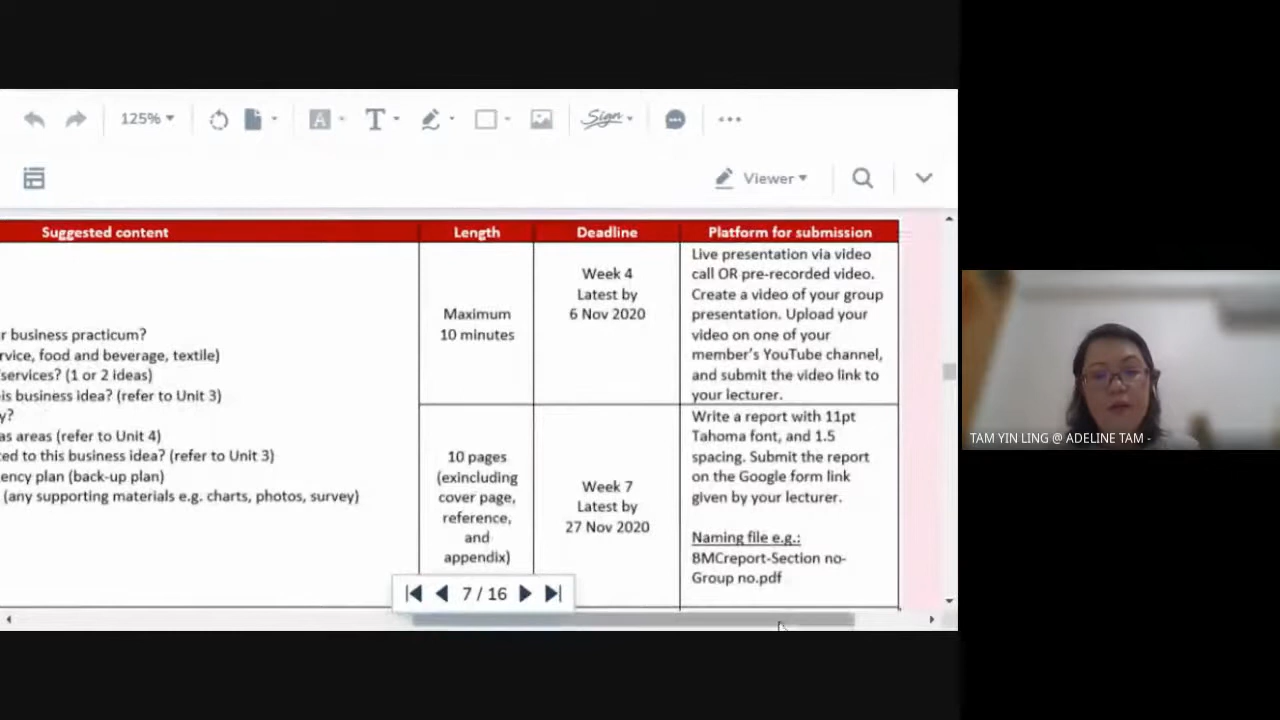 125%
A
T
Sign
Viewer
Suggested content
Length
Deadline
Platform for submission
r business practicum?
rvice, food and beverage, textile)
services? (1 or 2 ideas)
is business idea? (refer to Unit 3)
y?
as areas (refer to Unit 4)
ted to this business idea? (refer to Unit 3)
ency plan (back-up plan)
(any supporting materials e.g. charts, photos, survey)
Maximum
10 minutes
Week 4
Latest by
6 Nov 2020
Live presentation via video
call OR pre-recorded video.
Create a video of your group
presentation. Upload your
video on one of your
member's YouTube channel,
and submit the video link to
your lecturer.
10 pages
(exincluding
cover page,
reference,
and
appendix)
Week 7
Latest by
27 Nov 2020
Write a report with 11pt
Tahoma font, and 1.5
spacing. Submit the report
on the Google form link
given by your lecturer.
Naming file e.g.:
BMCreport-Section no-
Group no.pdf
7 / 16
TAM YIN LING @ ADELINE TAM -